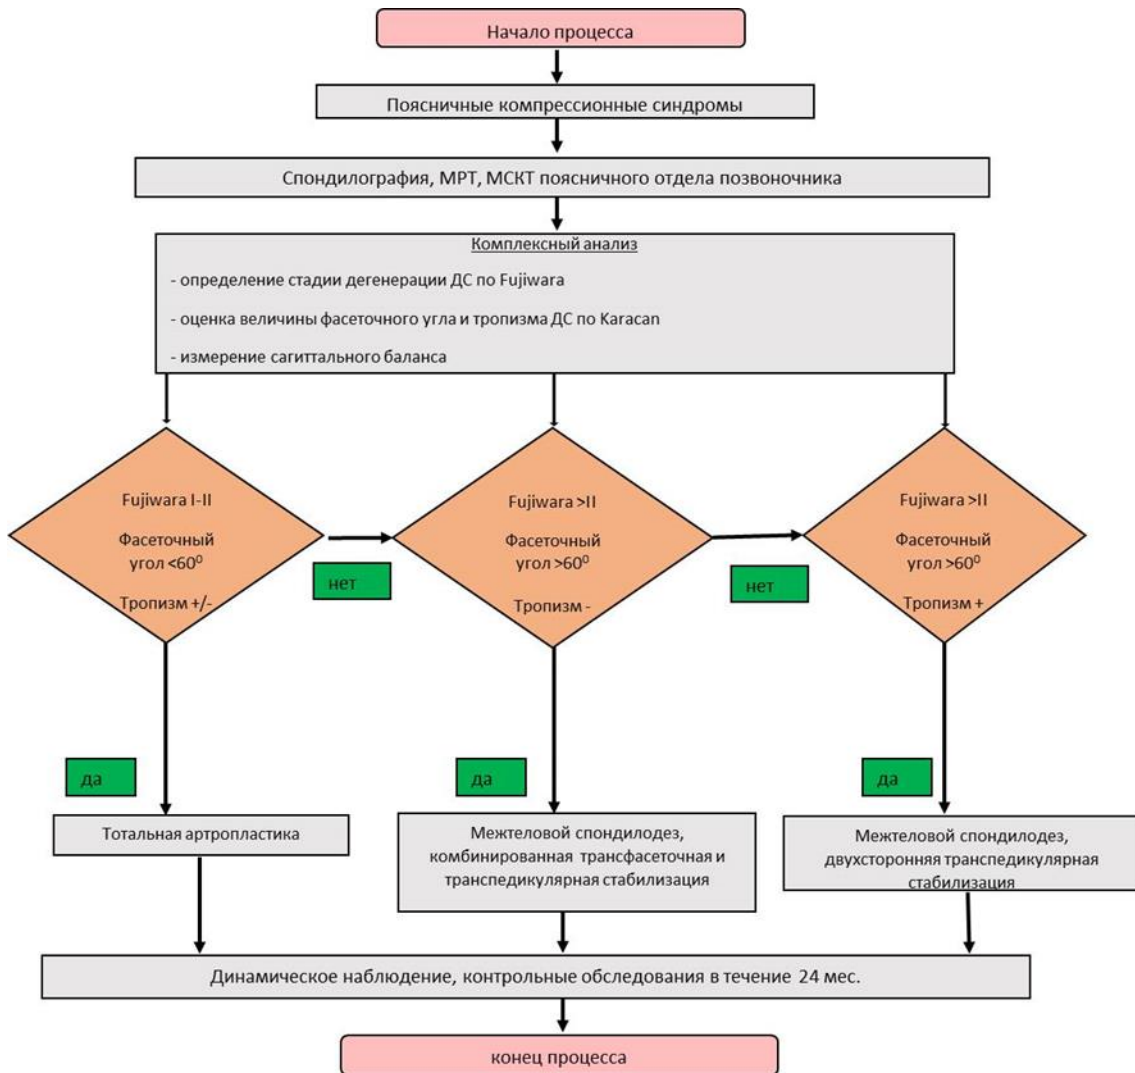 Начало процесса
Поясничные компрессионные синдромы
Спондилография, МРТ, МСКТ поясничного отдела позвоночника
Комплексный анализ
- определение стадии дегенерации ДС по Fujiwara
- оценка величины фасеточного угла и тропизма ДС по Karacan
- измерение сагиттального баланса
Fujiwara I-II
Фасеточный
угол <60⁰
Тропизм +/-
нет
Fujiwara >II
Фасеточный
угол >60⁰
Тропизм -
нет
Fujiwara >II
Фасеточный
угол >60⁰
Тропизм +
да
да
да
Тотальная артропластика
Межтеловой спондилодез,
комбинированная трансфасеточная и
транспедикулярная стабилизация
Межтеловой спондилодез,
двухсторонняя транспедикулярная
стабилизация
Динамическое наблюдение, контрольные обследования в течение 24 мес.
конец процесса